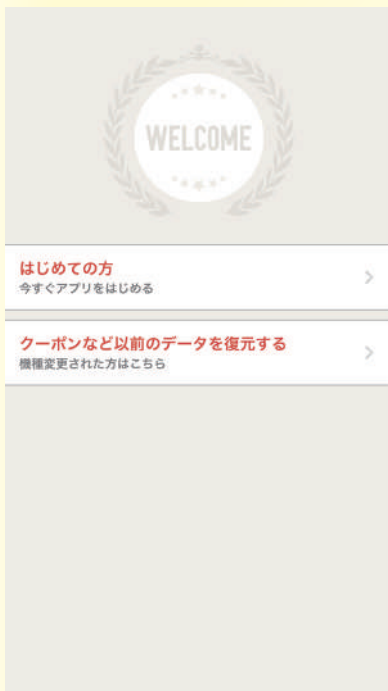 WELCOME
はじめての方
今すぐアプリをはじめる
クーポンなど以前のデータを復元する
機種変更された方はこちら